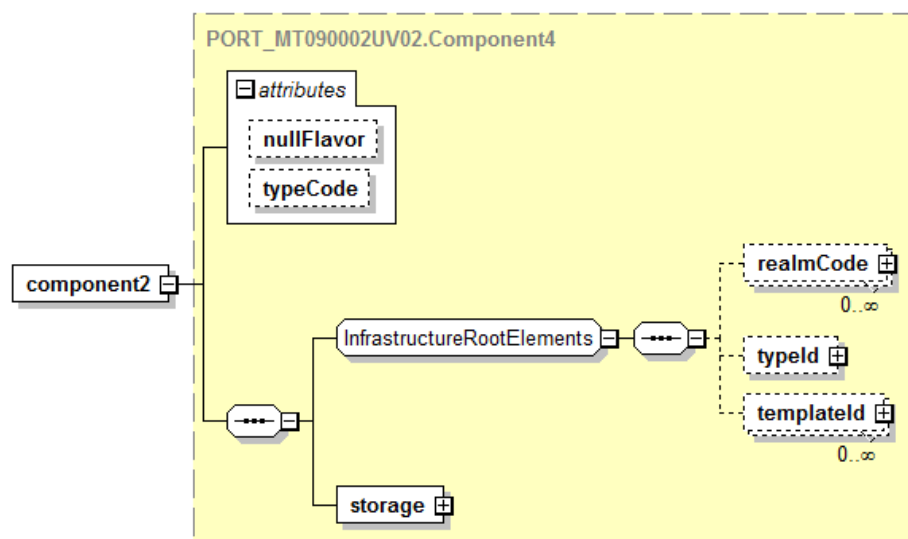 PORT_MT090002UV02.Component4
attributes
nullFlavor
typeCode
component2
InfrastructureRootElements
realmCode
0..∞
typeId
templateId
0..∞
storage